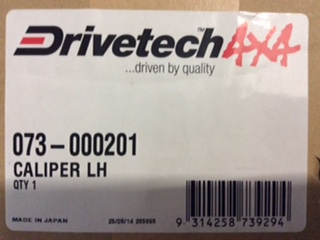 Drivetech 4X4
...driven by quality
073-000201
CALIPER LH
QTY 1
MADE IN JAPAN
9 314258 739294